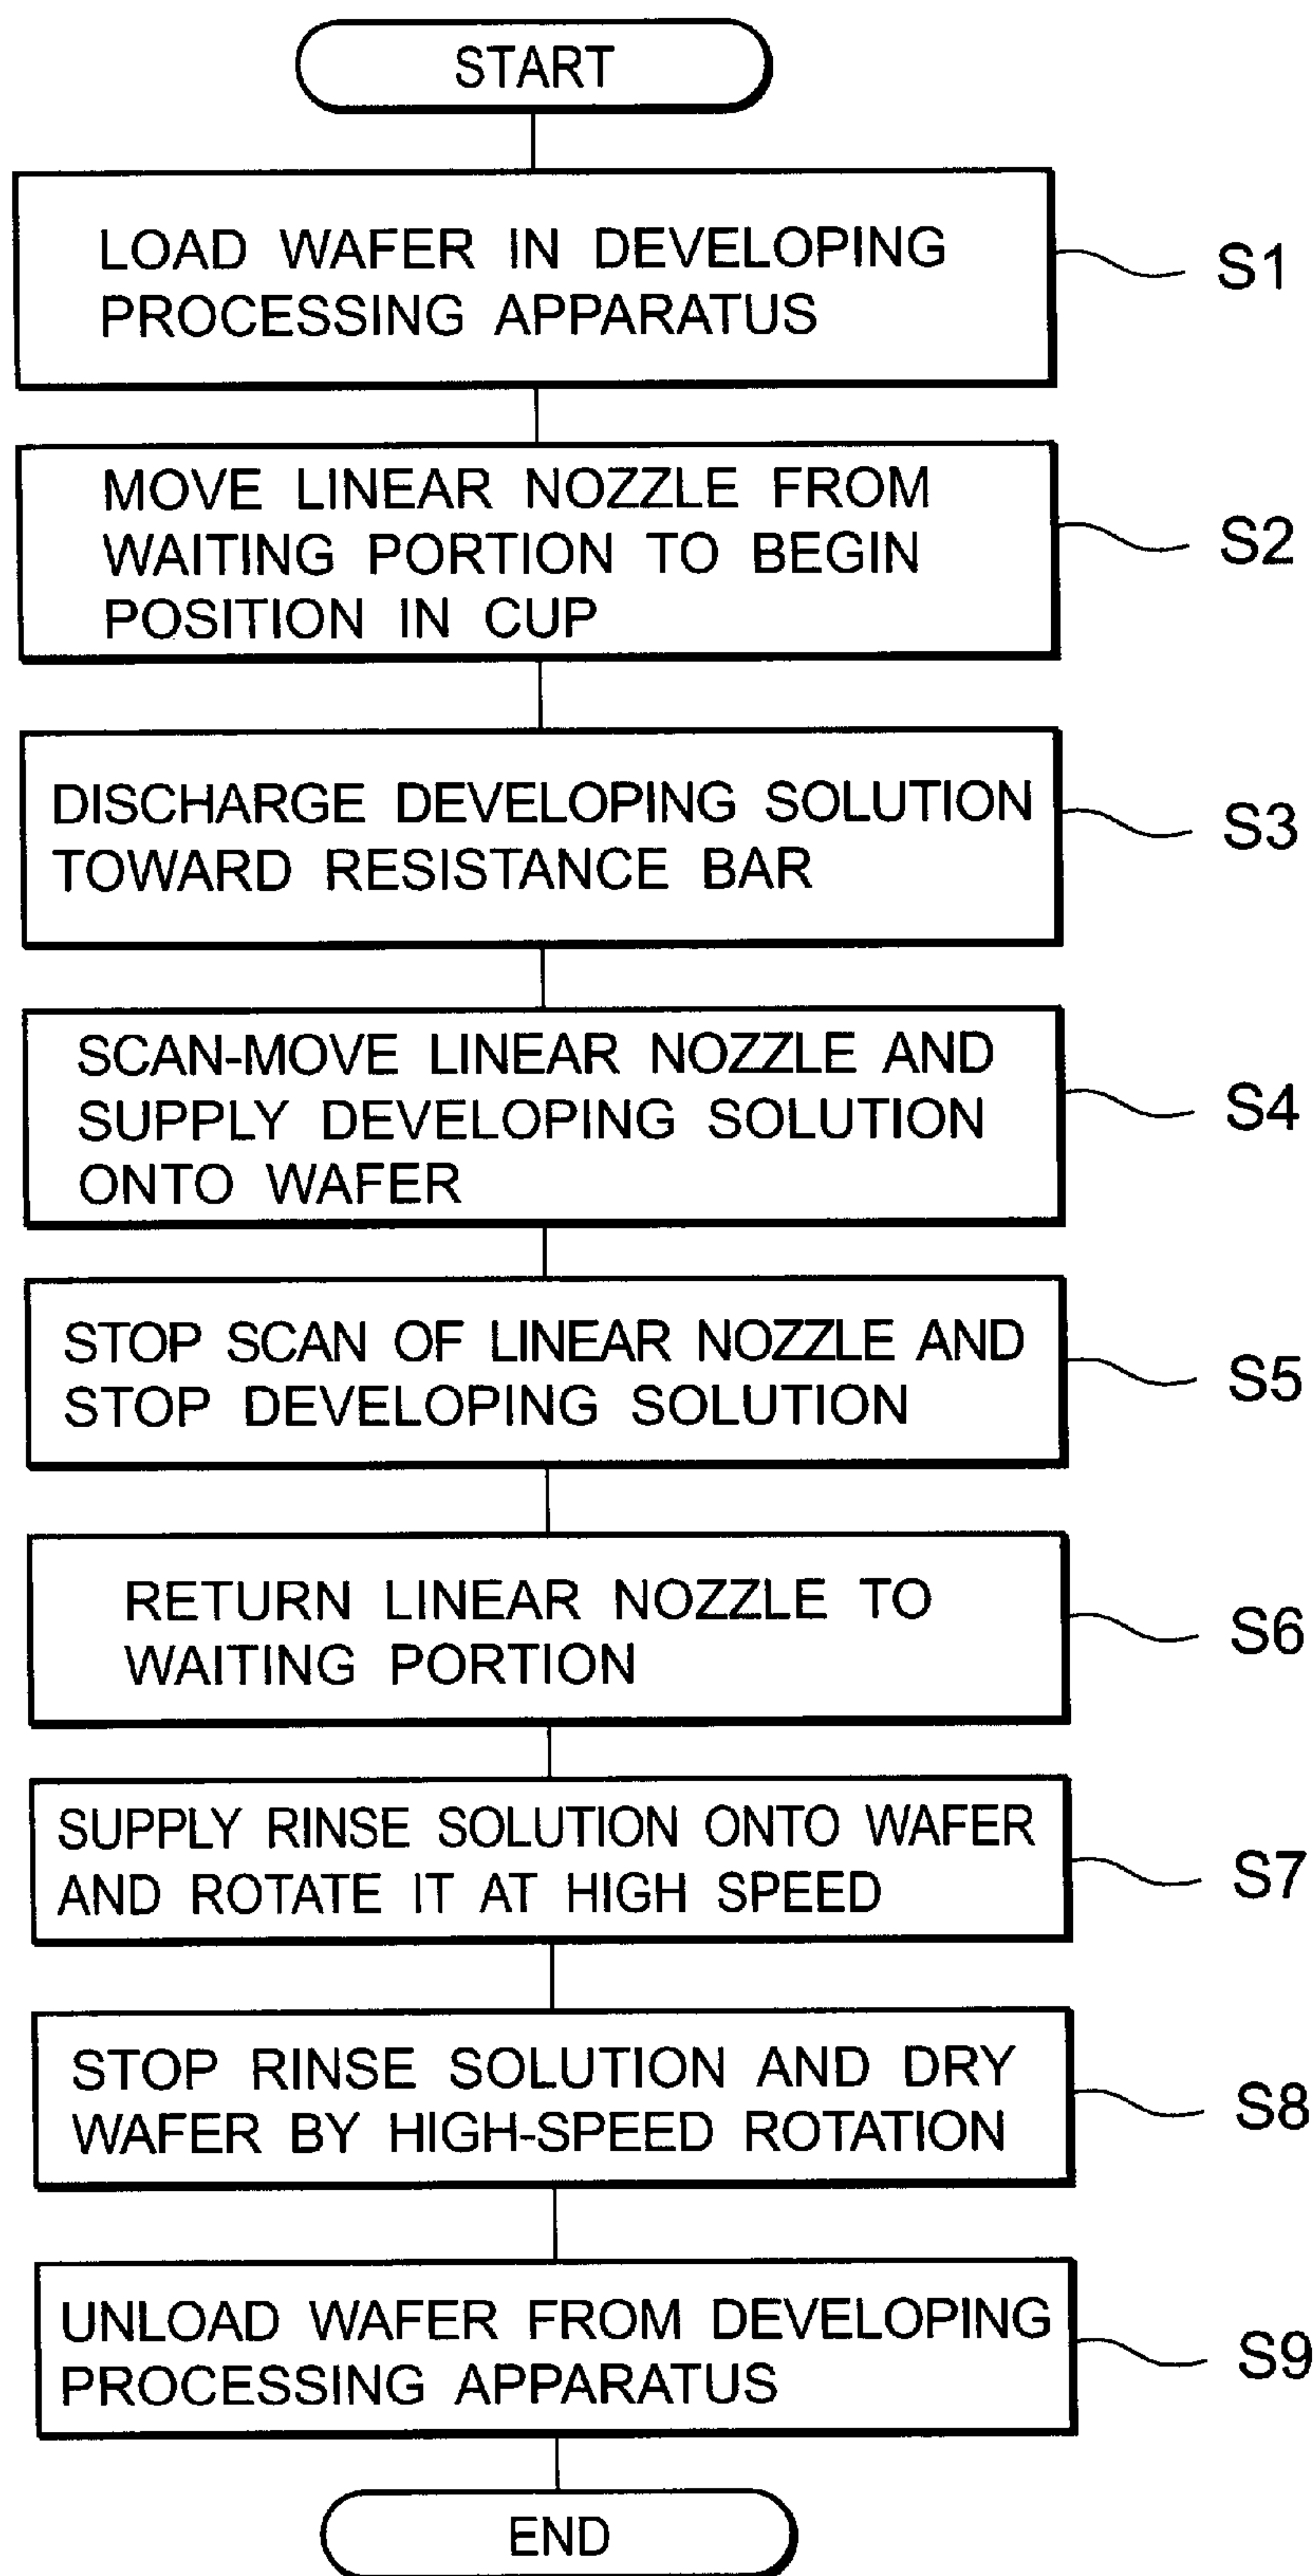 START
LOAD WAFER IN DEVELOPING
PROCESSING APPARATUS
S1
MOVE LINEAR NOZZLE FROM
WAITING PORTION TO BEGIN
POSITION IN CUP
S2
DISCHARGE DEVELOPING SOLUTION
TOWARD RESISTANCE BAR
S3
SCAN-MOVE LINEAR NOZZLE AND
SUPPLY DEVELOPING SOLUTION
ONTO WAFER
S4
STOP SCAN OF LINEAR NOZZLE AND
STOP DEVELOPING SOLUTION
S5
RETURN LINEAR NOZZLE TO
WAITING PORTION
S6
SUPPLY RINSE SOLUTION ONTO WAFER
AND ROTATE IT AT HIGH SPEED
S7
STOP RINSE SOLUTION AND DRY
WAFER BY HIGH-SPEED ROTATION
S8
UNLOAD WAFER FROM DEVELOPING
PROCESSING APPARATUS
S9
END